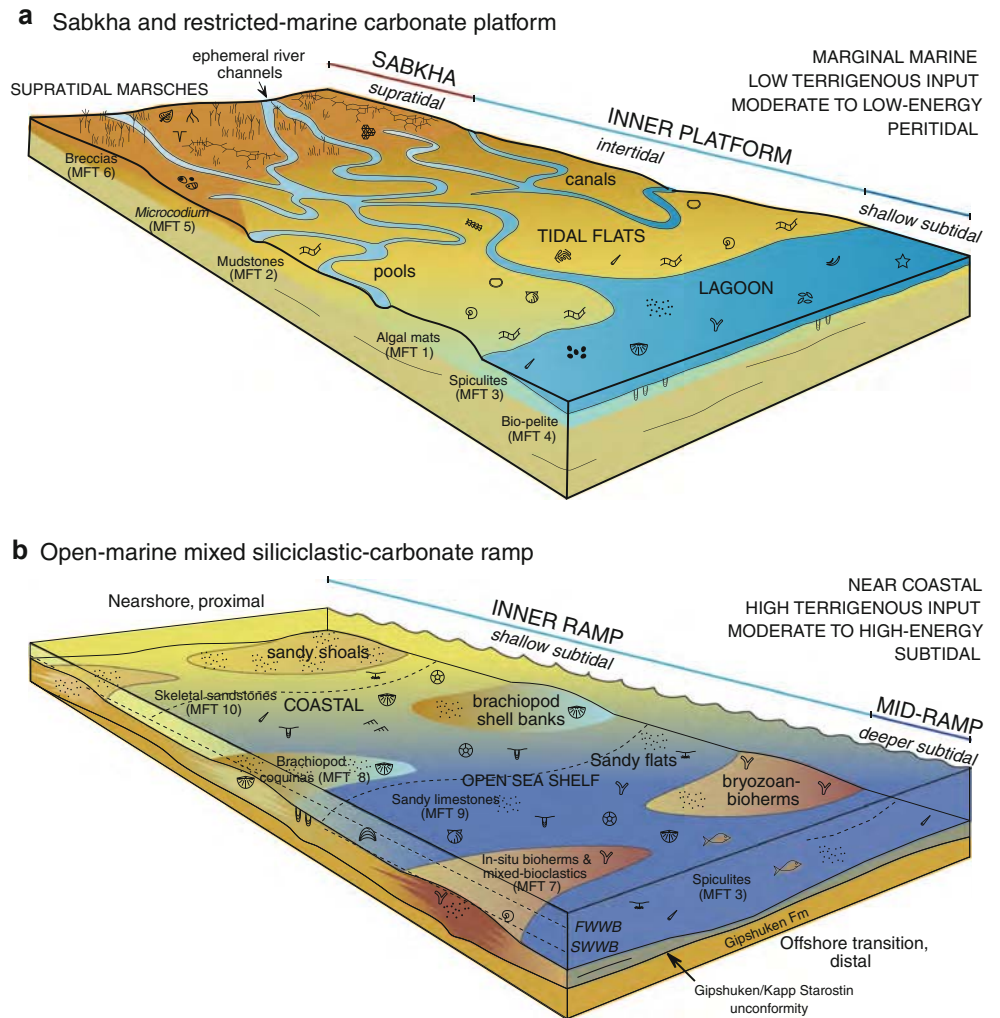 a Sabkha and restricted-marine carbonate platform
ephemeral river
channels
SUPRATIDAL MARSCHES
SABKHA
supratidal
MARGINAL MARINE
LOW TERRIGENOUS INPUT
MODERATE TO LOW-ENERGY
PERITIDAL
INNER PLATFORM
intertidal
shallow subtidal
Breccias
(MFT 6)
Microcodium
(MFT 5)
Mudstones
(MFT 2)
canals
TIDAL FLATS
pools
LAGOON
Algal mats
(MFT 1)
Spiculites
(MFT 3)
Bio-pelite
(MFT 4)
b Open-marine mixed siliciclastic-carbonate ramp
Nearshore, proximal
INNER RAMP
shallow subtidal
NEAR COASTAL
HIGH TERRIGENOUS INPUT
MODERATE TO HIGH-ENERGY
SUBTIDAL
MID-RAMP
deeper subtidal
sandy shoals
Skeletal-sandstones
(MFT 10)
COASTAL
brachiopod
shell banks
Brachiopod
coquinas (MFT 8)
Sandy flats
OPEN SEA SHELF
bryozoan-
bioherms
Sandy limestones
(MFT 9)
In-situ bioherms &
mixed-bioclastics
(MFT 7)
Spiculites
(MFT 3)
FWWB
SWWB
Gipshuken Fm
Offshore transition,
distal
Gipshuken/Kapp Starostin
unconformity